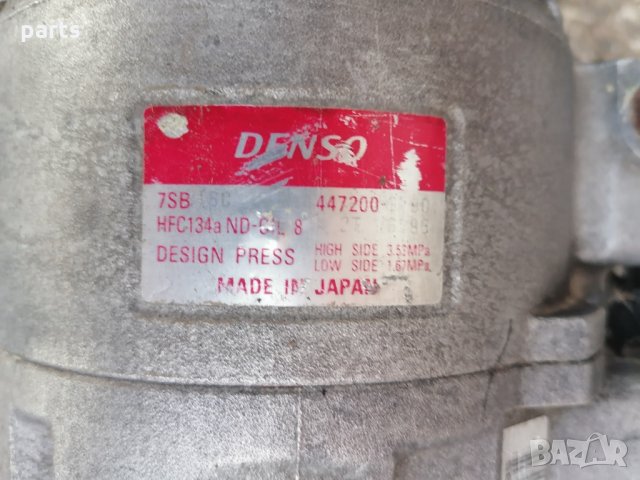 parts
DENSO
7SB 447200-
HFC134a ND-OIL 8
DESIGN PRESS HIGH SIDE 3.53MPa
LOW SIDE 1.67MPa
MADE IN JAPAN
BAZAR